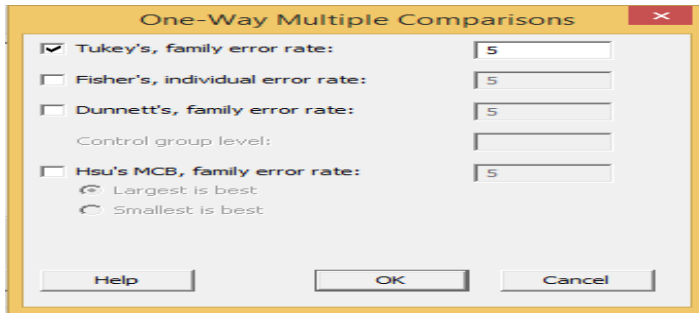 One-Way Multiple Comparisons
Tukey's, family error rate: 5
Fisher's, individual error rate: 5
Dunnett's, family error rate: 5
Control group level:
Hsu's MCB, family error rate: 5
Largest is best
Smallest is best
Help OK Cancel